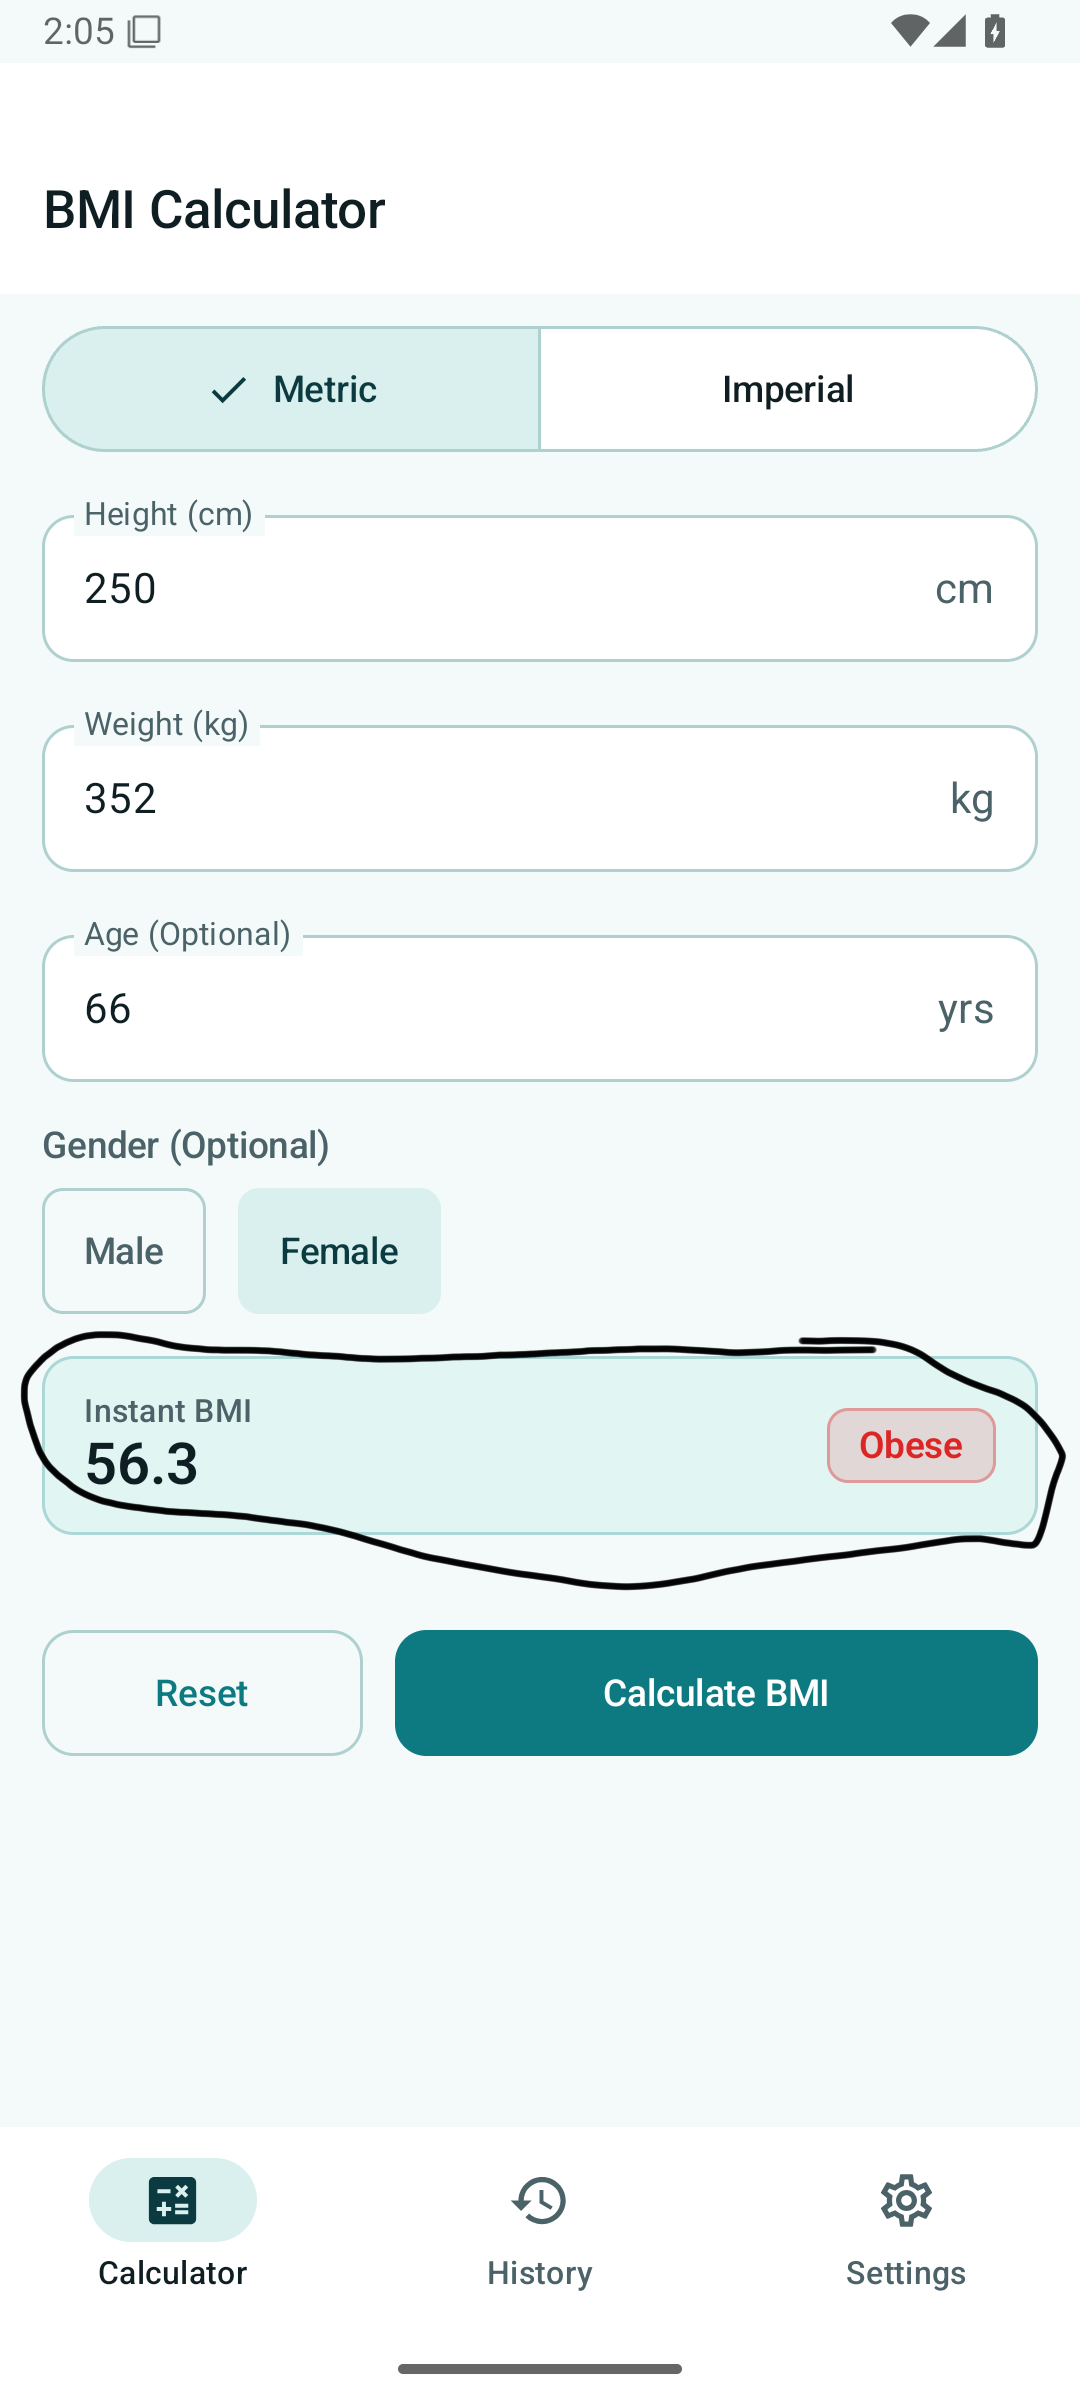 2:05
BMI Calculator
Metric Imperial
Height (cm)
250 cm
Weight (kg)
352 kg
Age (Optional)
66 yrs
Gender (Optional)
Male Female
Instant BMI
56.3 Obese
Reset Calculate BMI
Calculator History Settings